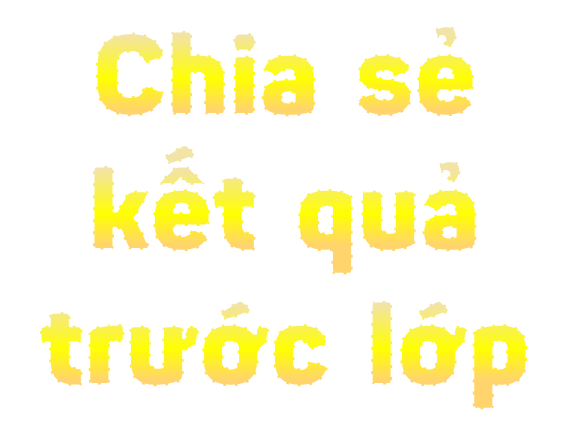 Chia sẻ
kết quả
trước lớp